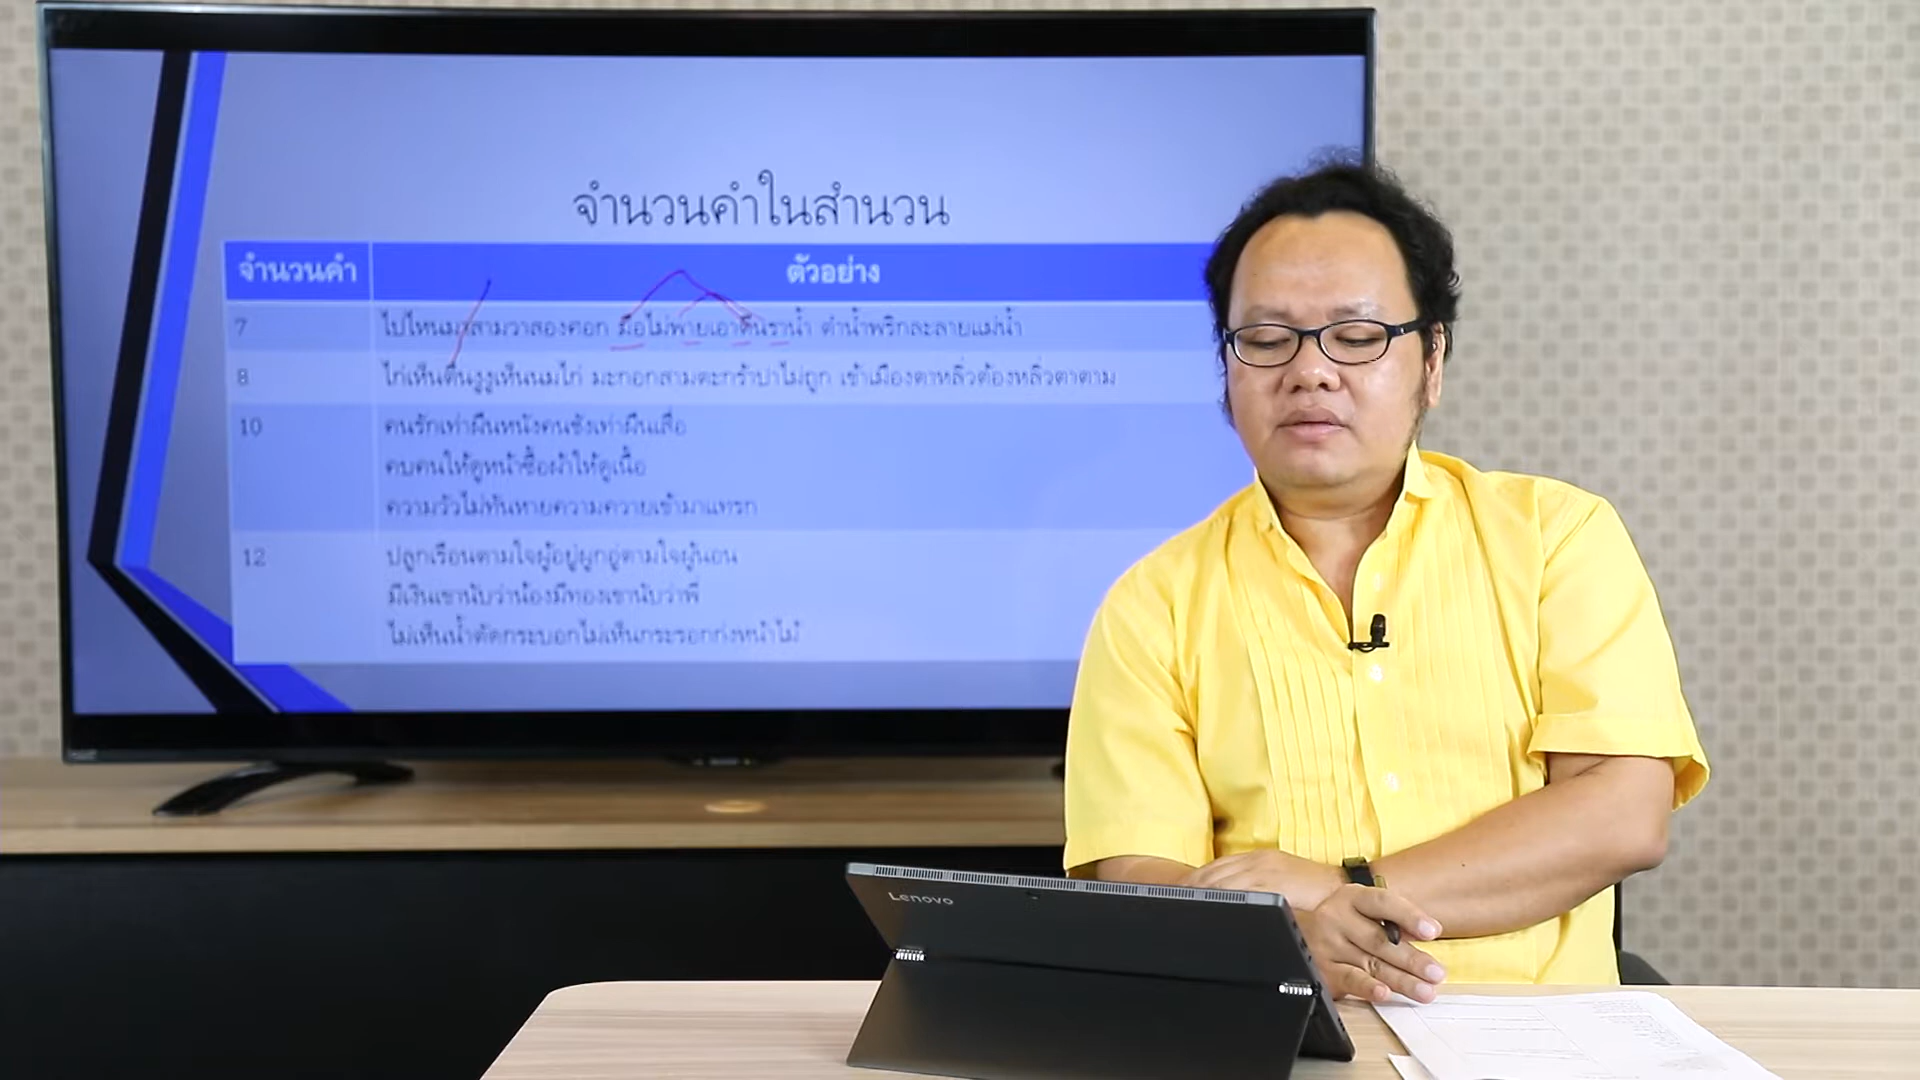 จำนวนคำในสำนวน
จำนวนคำ ตัวอย่าง
7 ไปไหนมาสามวาสองศอก มือไม่พายเอาตีนราน้ำ ตำน้ำพริกละลายแม่น้ำ
8 ไก่เห็นตีนงูงูเห็นนมไก่ มะกอกสามตะกร้าปาไม่ถูก เข้าเมืองตาหลิ่วต้องหลิ่วตาตาม
10 คนรักเท่าผืนหนังคนชังเท่าผืนเสื่อ
คบคนให้ดูหน้าซื้อผ้าให้ดูเนื้อ
ความวัวไม่ทันหายความควายเข้ามาแทรก
12 ปลูกเรือนตามใจผู้อยู่ผูกอู่ตามใจผู้นอน
มีเงินเขานับว่าน้องมีทองเขานับว่าพี่
ไม่เห็นน้ำตัดกระบอกไม่เห็นกระรอกก่งหน้าไม้
Lenovo